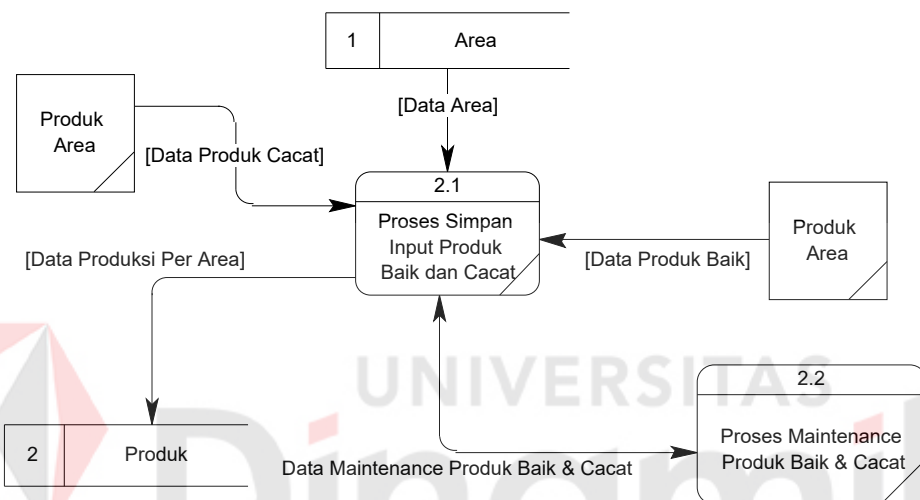 1
Area
[Data Area]
Produk
Area
[Data Produk Cacat]
2.1
Proses Simpan
Input Produk
Baik dan Cacat
Produk
Area
[Data Produk Baik]
[Data Produksi Per Area]
UNIVERSITAS
2.2
Proses Maintenance
Produk Baik & Cacat
2
Produk
Data Maintenance Produk Baik & Cacat